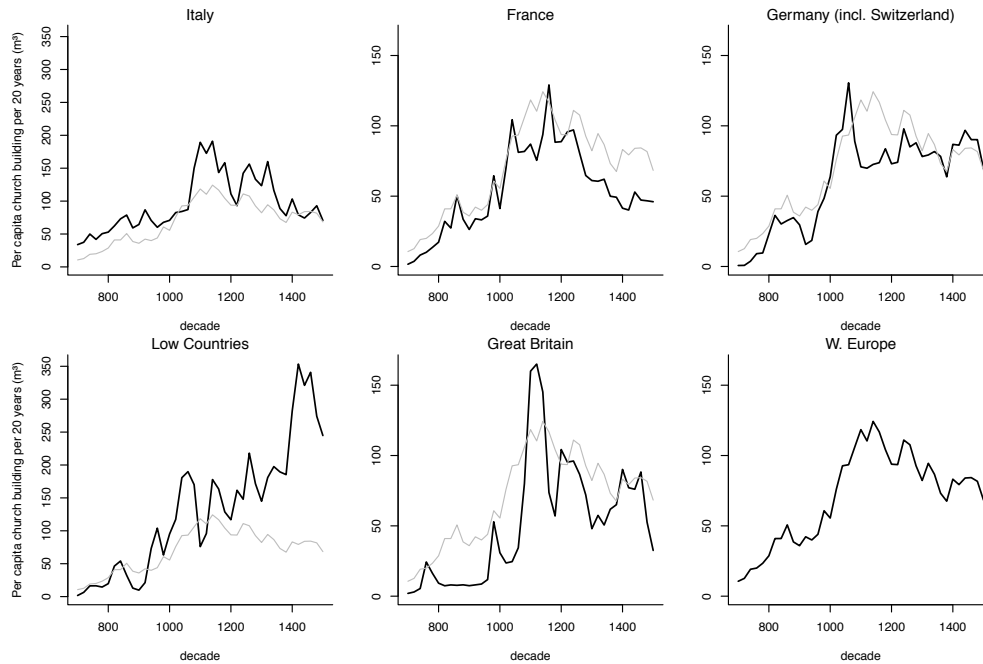 Italy
France
Germany (incl. Switzerland)
Per capita church building per 20 years (m³)
350
300
250
200
150
100
50
0
150
100
50
0
150
100
50
0
800 1000 1200 1400
800 1000 1200 1400
800 1000 1200 1400
decade
decade
decade
Low Countries
Great Britain
W. Europe
Per capita church building per 20 years (m³)
350
300
250
200
150
100
50
0
150
100
50
0
150
100
50
0
800 1000 1200 1400
800 1000 1200 1400
800 1000 1200 1400
decade
decade
decade